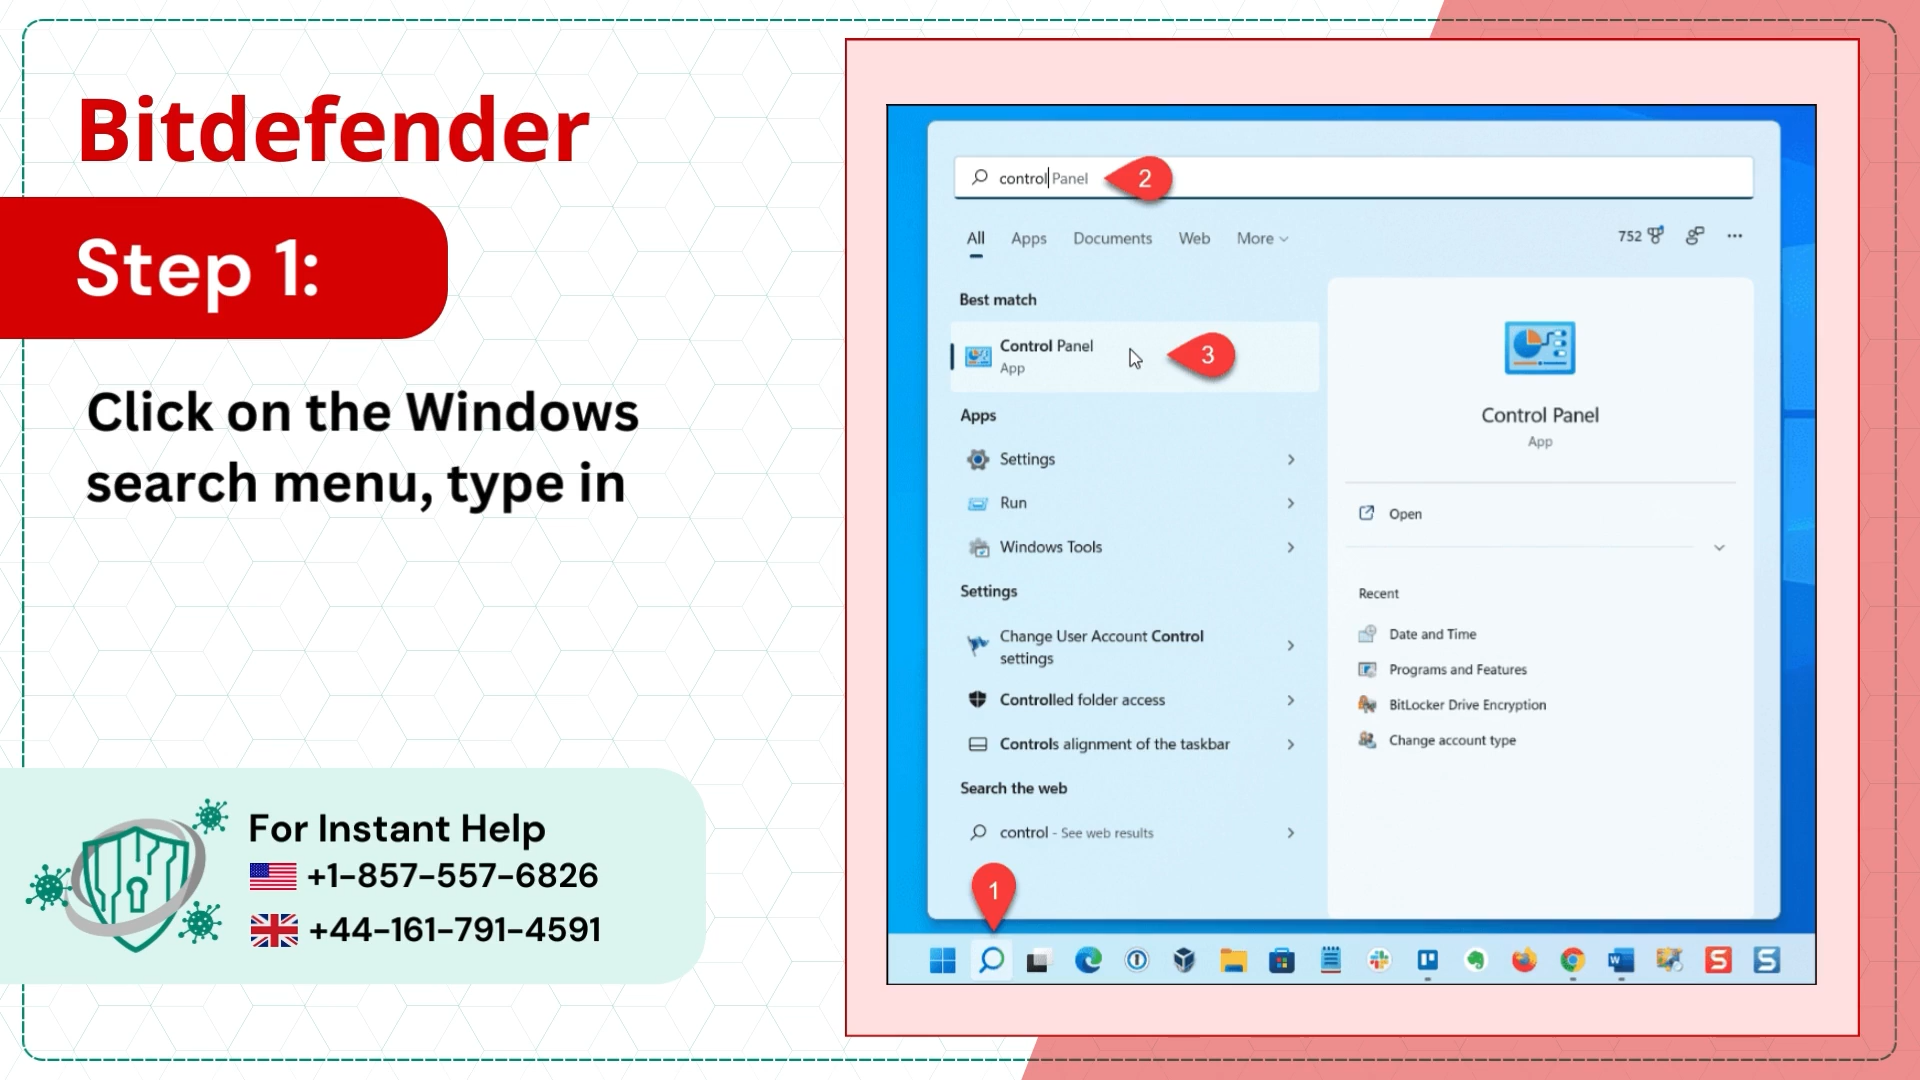 Bitdefender
Step 1:
Click on the Windows
search menu, type in
For Instant Help
+1-857-557-6826
+44-161-791-4591
control Panel
2
All Apps Documents Web More
752
Best match
Control Panel
App
3
Apps
Settings
Run
Windows Tools
Settings
Change User Account Control
settings
Controlled folder access
Controls alignment of the taskbar
Search the web
control - See web results
1
Control Panel
App
Open
Recent
Date and Time
Programs and Features
BitLocker Drive Encryption
Change account type
W
S
S